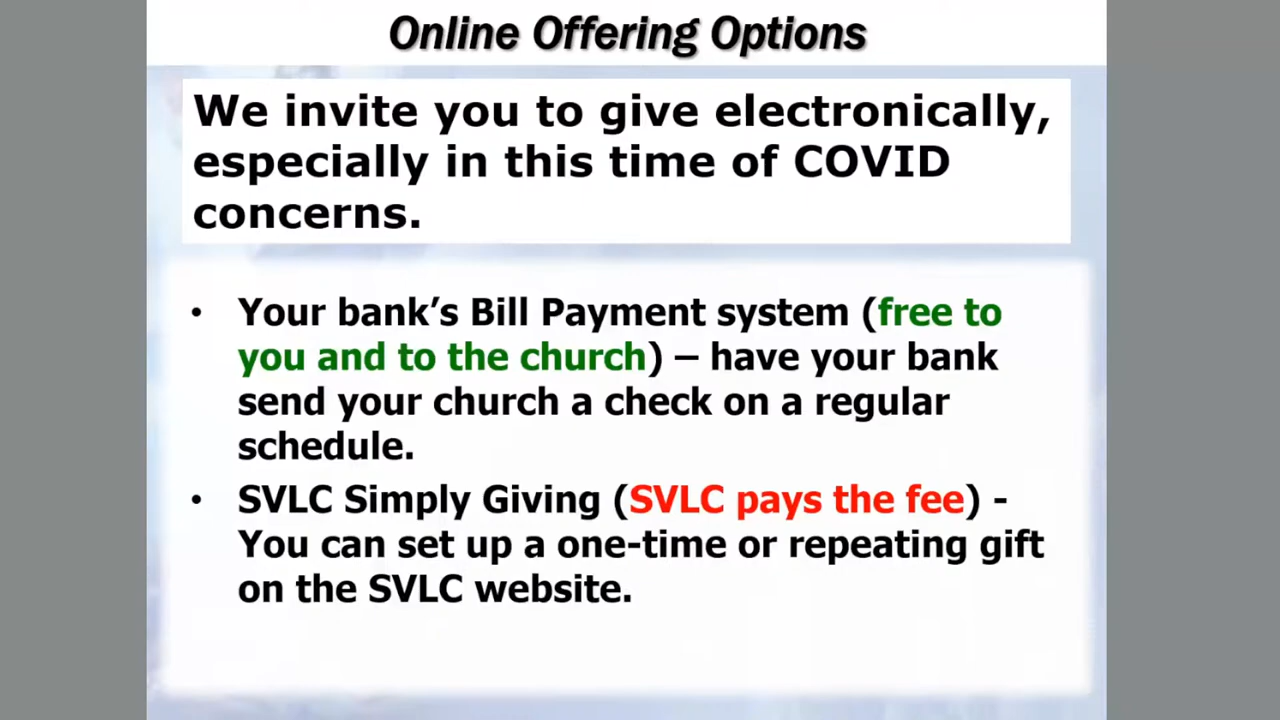 Online Offering Options
We invite you to give electronically,
especially in this time of COVID
concerns.
• Your bank’s Bill Payment system (free to
you and to the church) – have your bank
send your church a check on a regular
schedule.
• SVLC Simply Giving (SVLC pays the fee) -
You can set up a one-time or repeating gift
on the SVLC website.